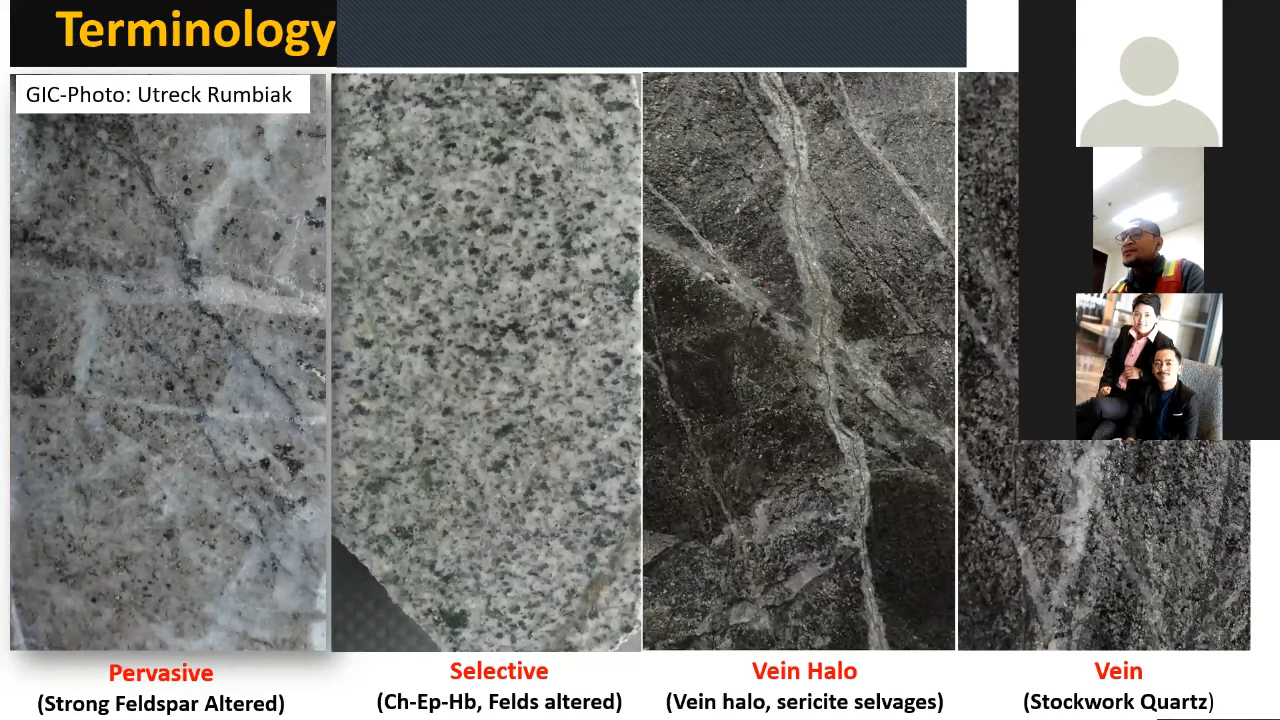 Terminology
GIC-Photo: Utreck Rumbiak
Pervasive
(Strong Feldspar Altered)
Selective
(Ch-Ep-Hb, Felds altered)
Vein Halo
(Vein halo, sericite selvages)
Vein
(Stockwork Quartz)